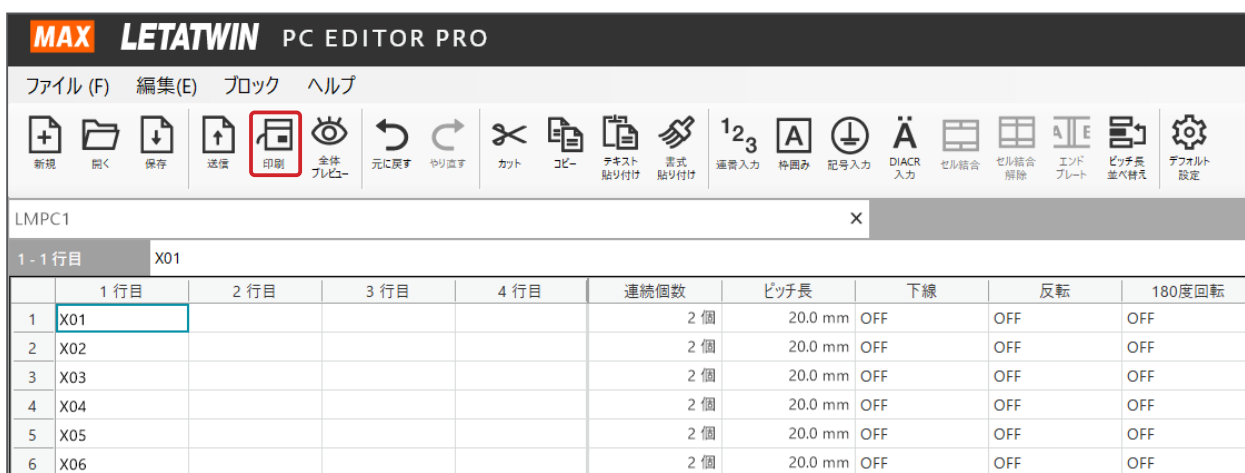 MAX LETATWIN PC EDITOR PRO
ファイル (F) 編集(E) ブロック ヘルプ
新規 開く 保存 送信 印刷 全体プレビュー 元に戻す やり直す カット コピー テキスト貼り付け 書式貼り付け 1 2 3 連番入力 A 枠囲み 記号入力 Ä DIACR入力 セル結合 セル結合解除 A E エンドプレート ピッチ長並べ替え デフォルト設定
LMPC1 ×
1 - 1 行目 X01
1 行目 2 行目 3 行目 4 行目 連続個数 ピッチ長 下線 反転 180度回転
1 X01 2 個 20.0 mm OFF OFF OFF
2 X02 2 個 20.0 mm OFF OFF OFF
3 X03 2 個 20.0 mm OFF OFF OFF
4 X04 2 個 20.0 mm OFF OFF OFF
5 X05 2 個 20.0 mm OFF OFF OFF
6 X06 2 個 20.0 mm OFF OFF OFF